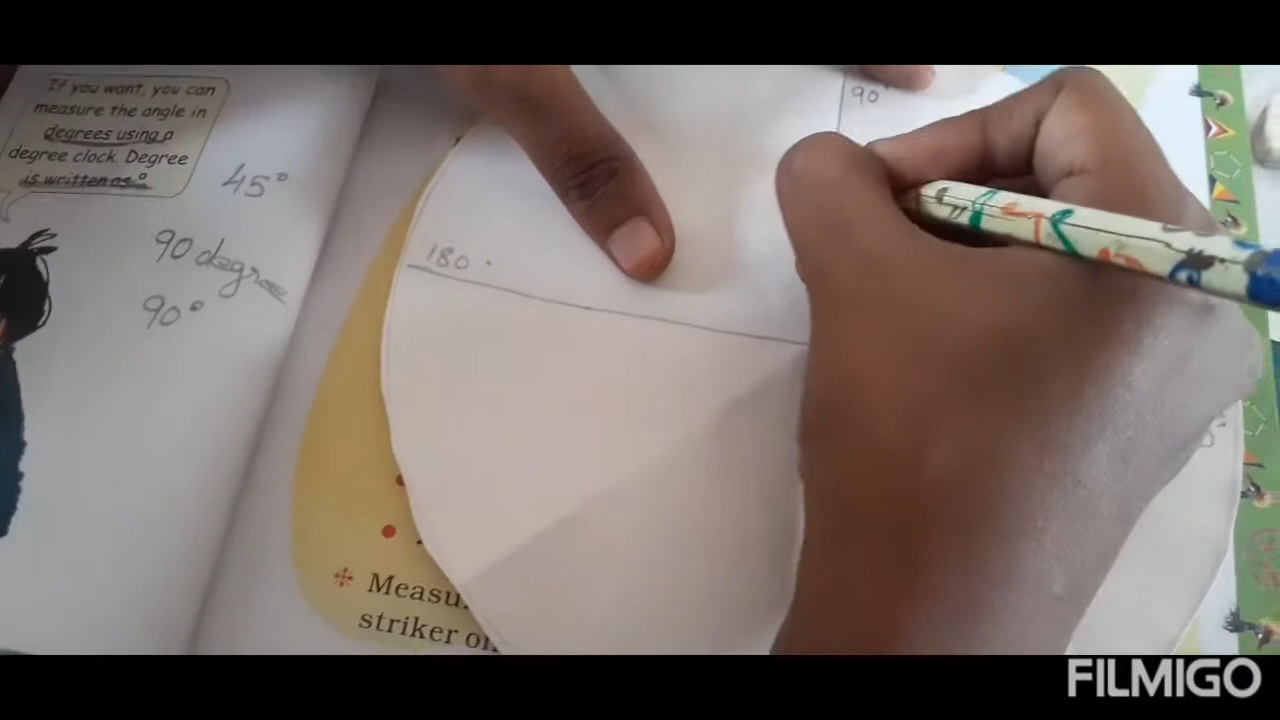 If you want, you can
measure the angle in
degrees using a
degree clock. Degree
is written as °
45°
90 degree
90°
180°
90°
Measu
striker on
FILMIGO